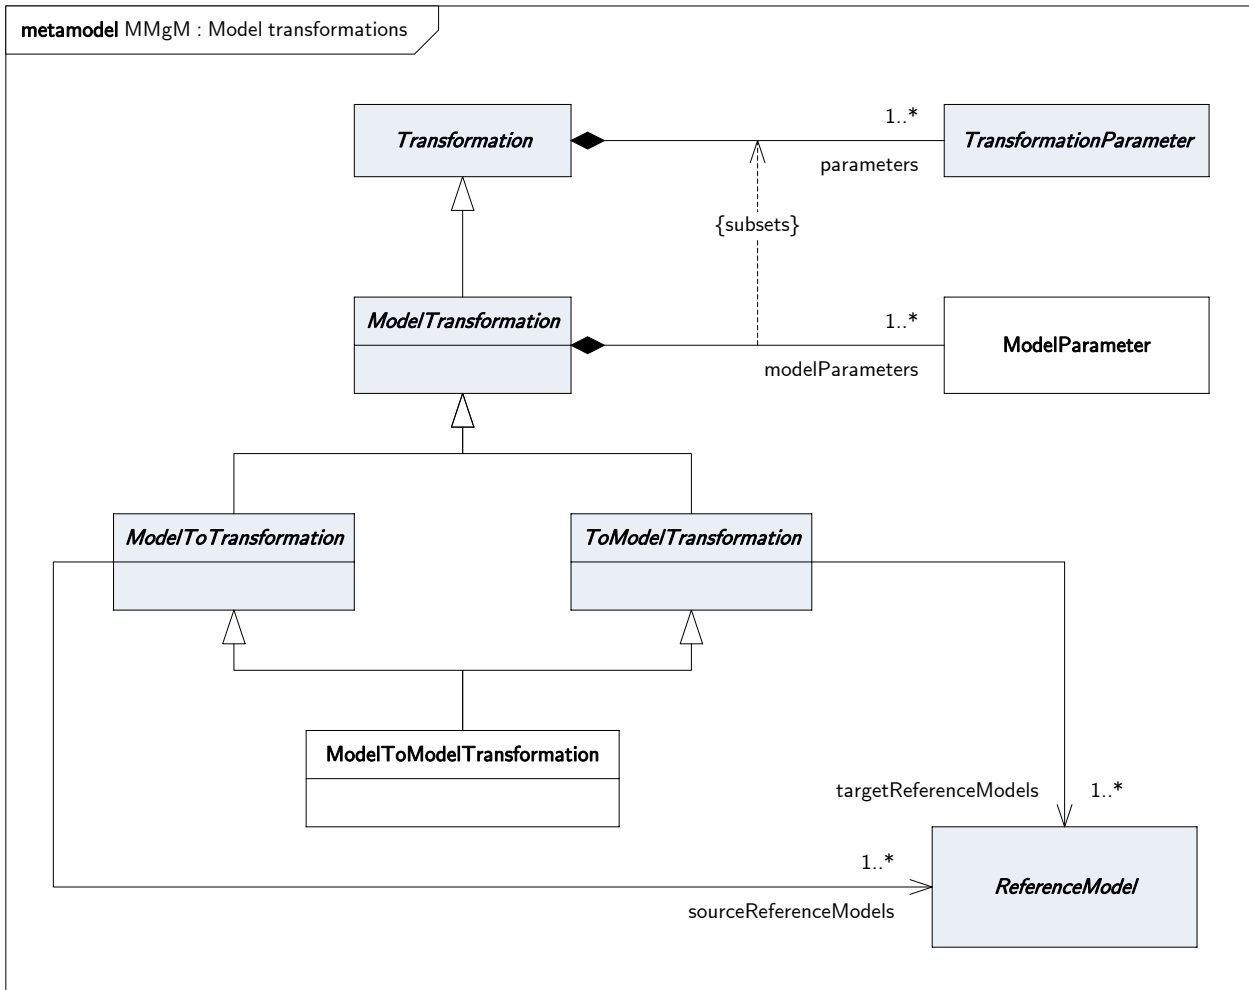 metamodel MMgM : Model transformations
1..*
Transformation
TransformationParameter
parameters
{subsets}
ModelTransformation
1..*
ModelParameter
modelParameters
ModelToTransformation
ToModelTransformation
ModelToModelTransformation
targetReferenceModels
1..*
1..*
ReferenceModel
sourceReferenceModels